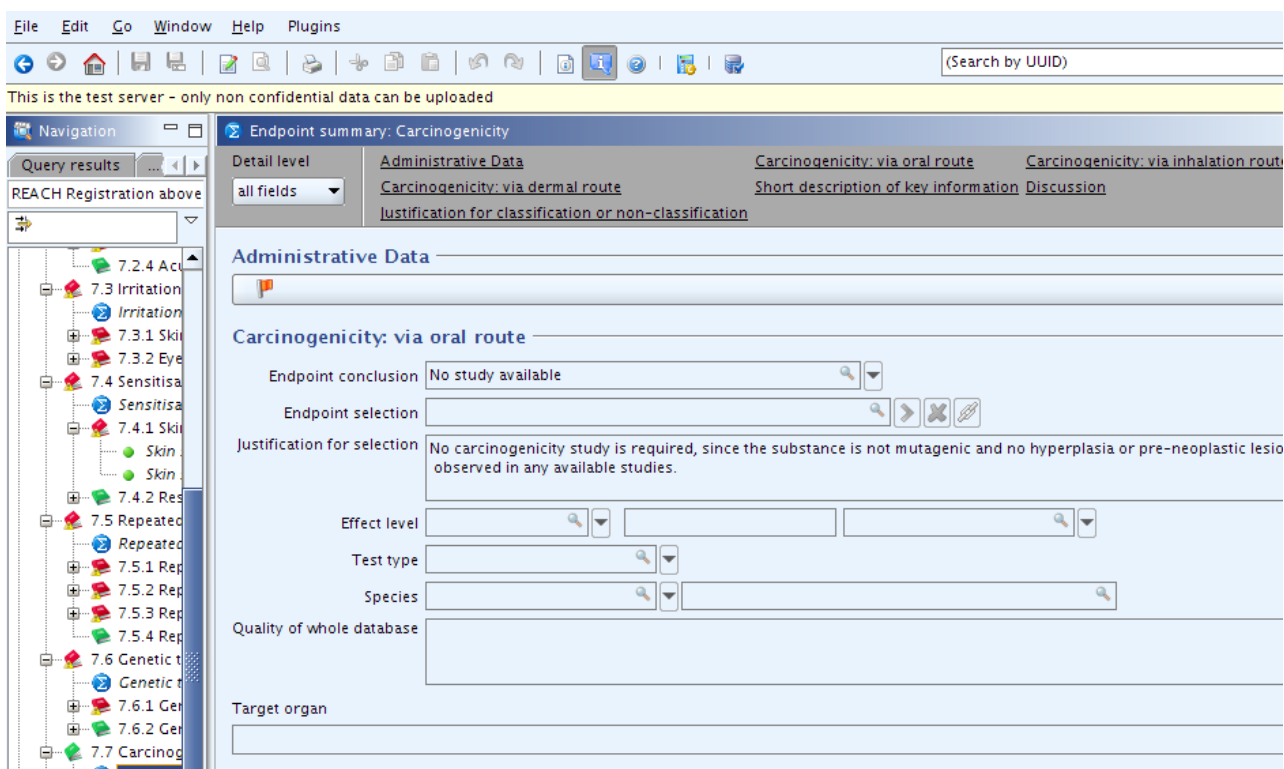 File Edit Go Window Help Plugins
(Search by UUID)
This is the test server - only non confidential data can be uploaded
Navigation
Endpoint summary: Carcinogenicity
Query results ...
Detail level
all fields
Administrative Data
Carcinogenicity: via oral route
Carcinogenicity: via inhalation route
Carcinogenicity: via dermal route
Short description of key information
Discussion
Justification for classification or non-classification
REACH Registration above
7.2.4 Acu
7.3 Irritation
Irritation
7.3.1 Skin
7.3.2 Eye
7.4 Sensitisa
Sensitisa
7.4.1 Skin
Skin
Skin
7.4.2 Res
7.5 Repeated
Repeated
7.5.1 Rep
7.5.2 Rep
7.5.3 Rep
7.5.4 Rep
7.6 Genetic t
Genetic t
7.6.1 Gen
7.6.2 Gen
7.7 Carcinog
Administrative Data
Carcinogenicity: via oral route
Endpoint conclusion No study available
Endpoint selection
Justification for selection No carcinogenicity study is required, since the substance is not mutagenic and no hyperplasia or pre-neoplastic lesio
observed in any available studies.
Effect level
Test type
Species
Quality of whole database
Target organ